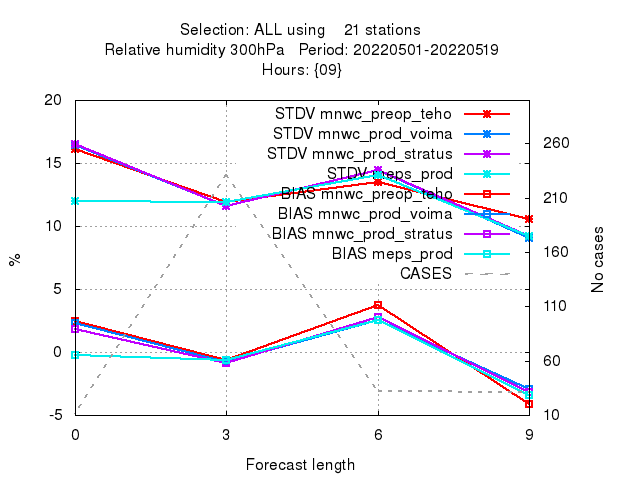 Selection: ALL using 21 stations
Relative humidity 300hPa Period: 20220501-20220519
Hours: {09}
20
15
10
5
0
-5
%
STDV mnwc_preop_teho
STDV mnwc_prod_voima
STDV mnwc_prod_stratus
STDV meps_prod
BIAS mnwc_preop_teho
BIAS mnwc_prod_voima
BIAS mnwc_prod_stratus
BIAS meps_prod
CASES
260
210
160
110
60
10
No cases
0 3 6 9
Forecast length